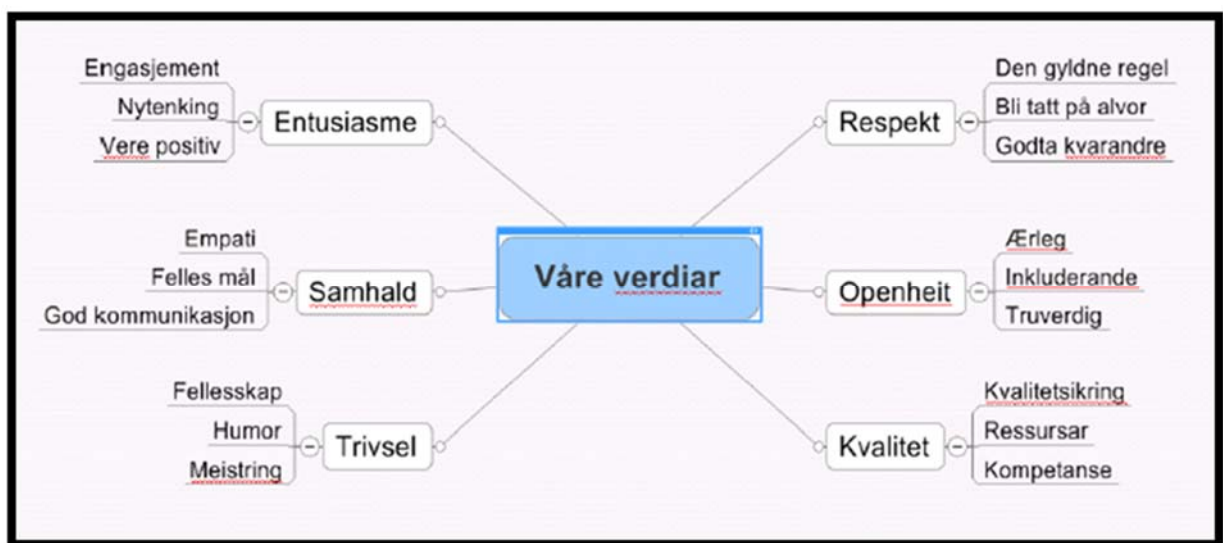 Våre verdiar
Entusiasme
Engasjement
Nytenking
Vere positiv
Samhald
Empati
Felles mål
God kommunikasjon
Trivsel
Fellesskap
Humor
Meistring
Respekt
Den gyldne regel
Bli tatt på alvor
Godta kvarandre
Openheit
Ærleg
Inkluderande
Truverdig
Kvalitet
Kvalitetsikring
Ressursar
Kompetanse